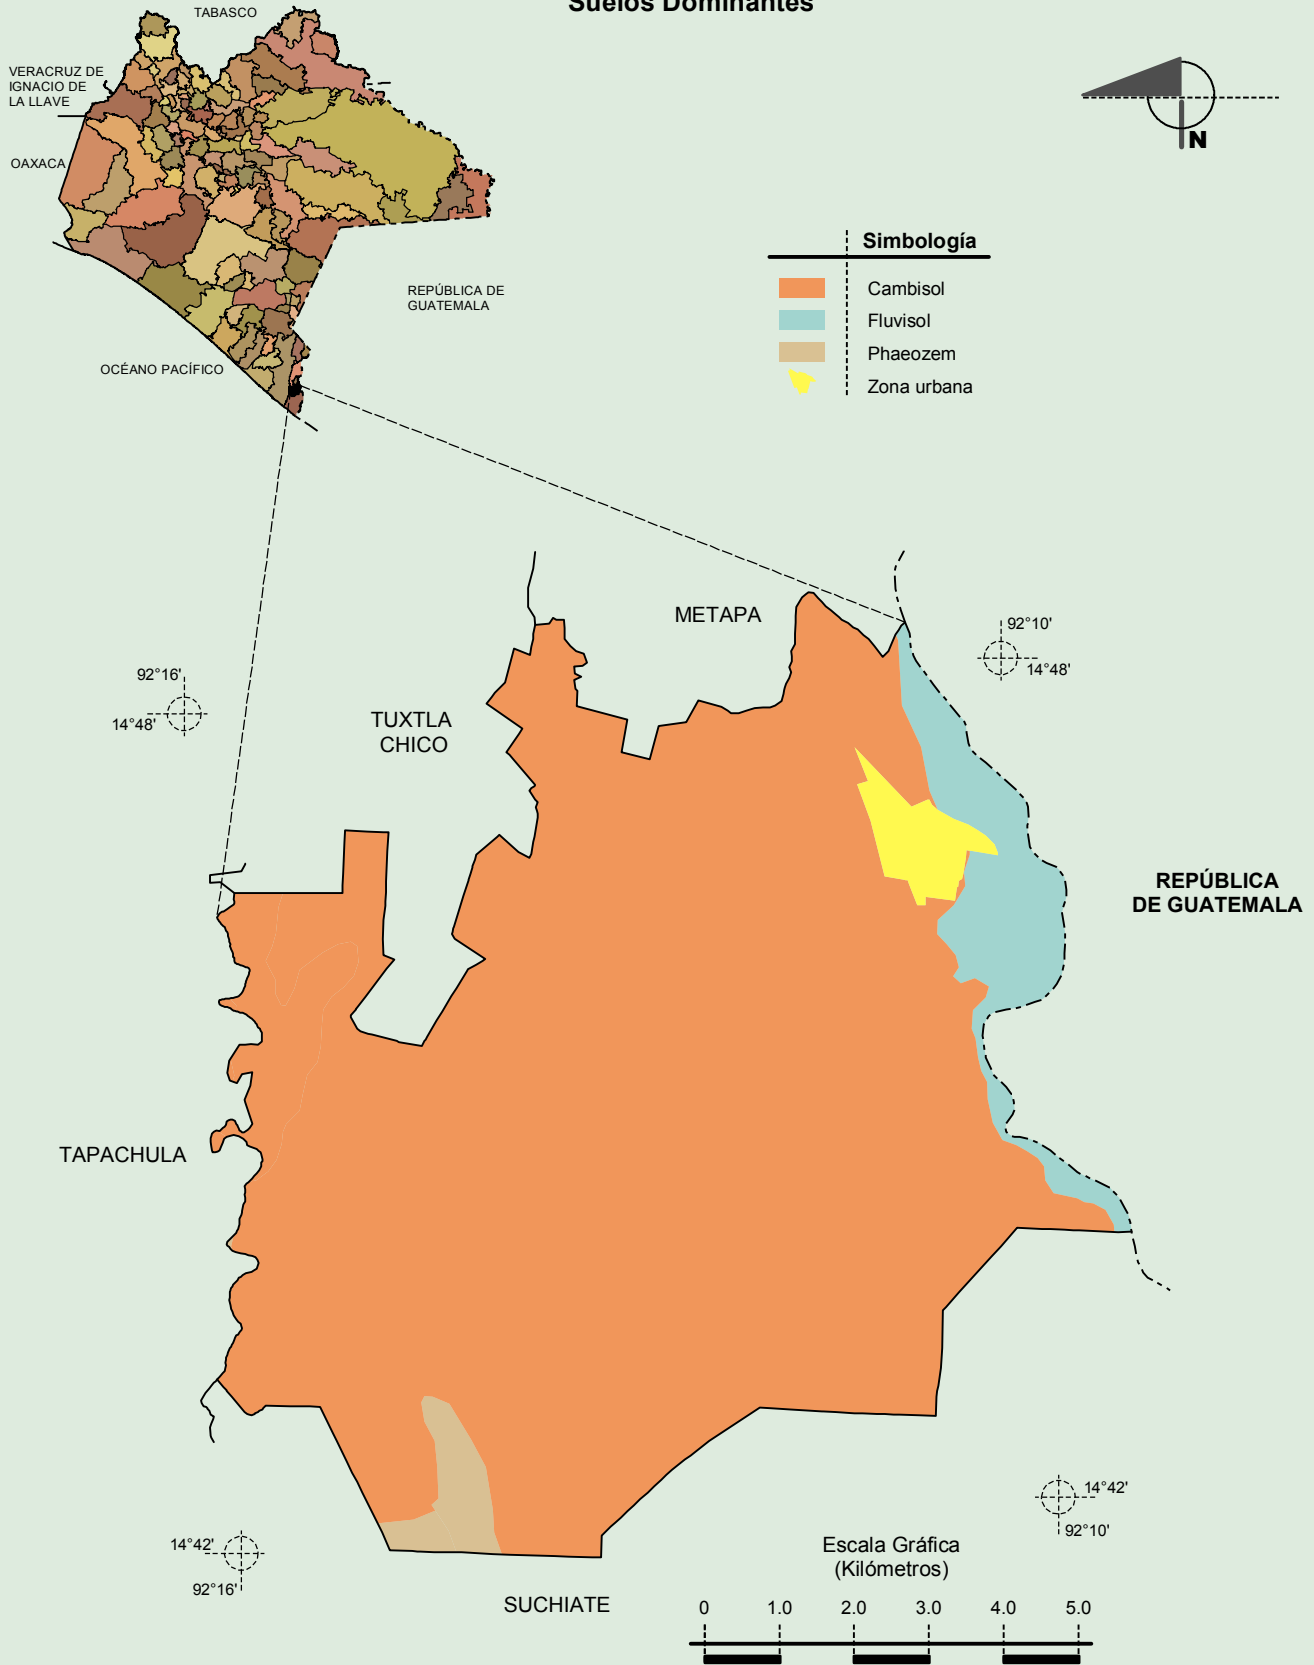 Suelos Dominantes
TABASCO
VERACRUZ DE
IGNACIO DE
LA LLAVE
OAXACA
REPÚBLICA DE
GUATEMALA
OCÉANO PACÍFICO
N
Simbología
Cambisol
Fluvisol
Phaeozem
Zona urbana
METAPA
92°10'
14°48'
92°16'
14°48'
TUXTLA
CHICO
REPÚBLICA
DE GUATEMALA
TAPACHULA
14°42'
92°10'
14°42'
92°16'
SUCHIATE
Escala Gráfica
(Kilómetros)
0 1.0 2.0 3.0 4.0 5.0